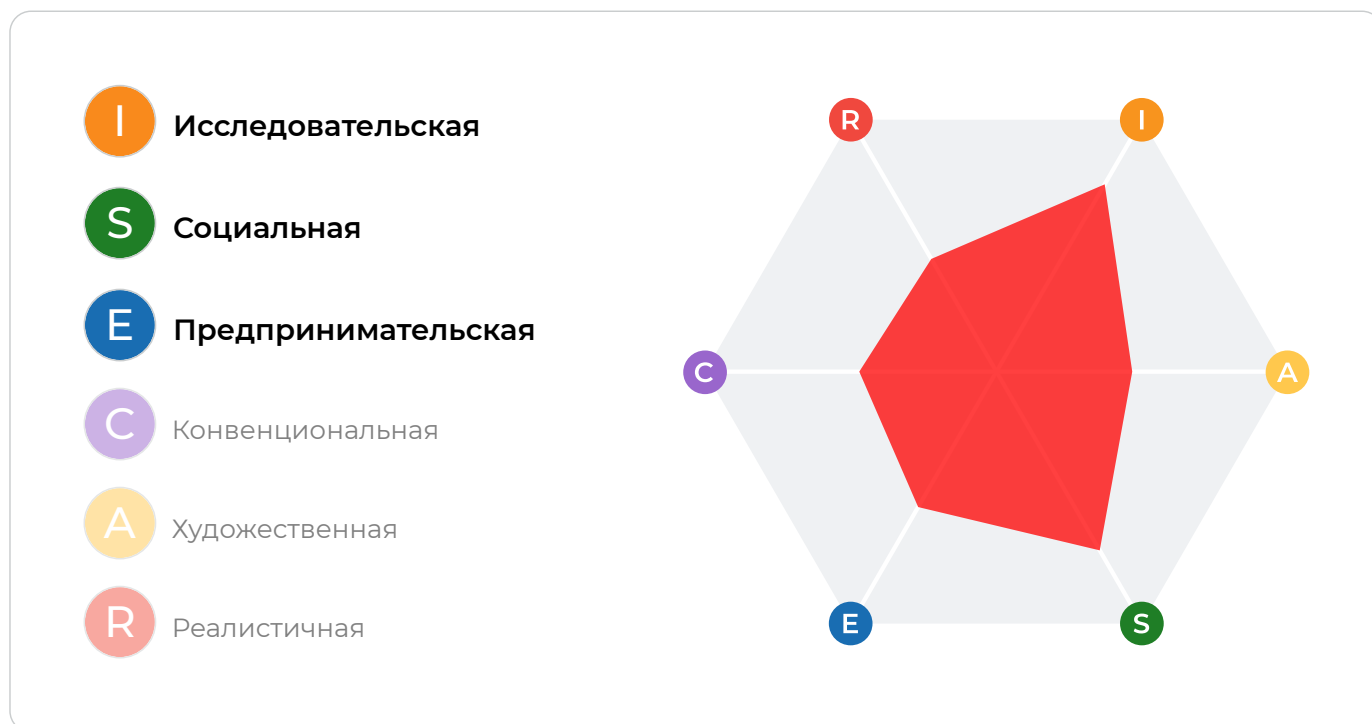 I Исследовательская
S Социальная
E Предпринимательская
C Конвенциональная
A Художественная
R Реалистичная
R I
C A
E S